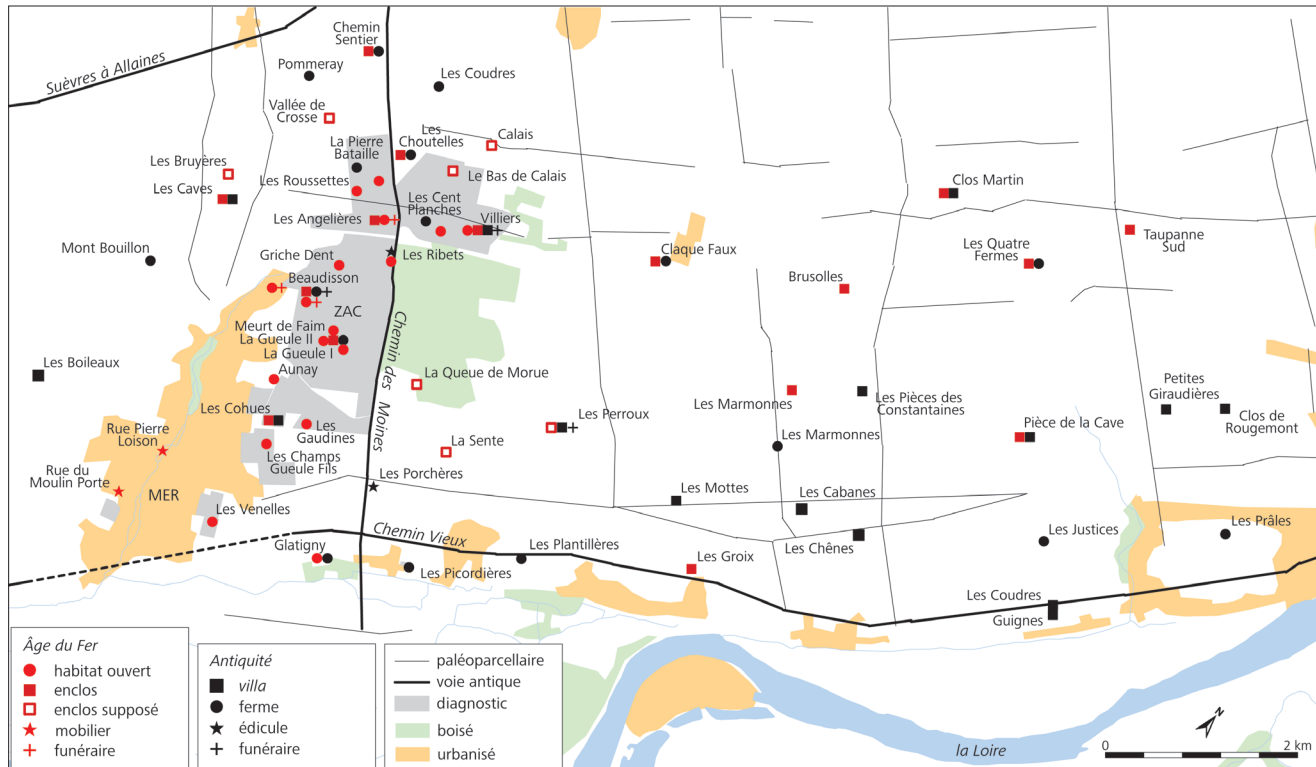 Chemin
Sentier
Suèvres à Allaines
Pommeray
Les Coudres
Vallée de
Crosse
La Pierre
Bataille
Les
Choutelles
Calais
Les Bruyères
Les Caves
Les Roussettes
Le Bas de Calais
Les Cent
Planches
Villiers
Les Angelières
Clos Martin
Taupanne
Sud
Mont Bouillon
Griche Dent
Les Ribets
Claque Faux
Les Quatre
Fermes
Beaudisson
ZAC
Brusolles
Meurt de Faim
La Gueule II
La Gueule I
Chemin des Moines
Les Boileaux
Aunay
La Queue de Morue
Les Marmonnes
Les Pièces des
Constantaines
Petites
Giraudières
Clos de
Rougemont
Les Cohues
Les
Gaudines
Les Perroux
Rue Pierre
Loison
Les Champs
Gueule Fils
La Sente
Les Marmonnes
Pièce de la Cave
Rue du
Moulin Porte
MER
Les Porchères
Les Mottes
Les Cabanes
Les Venelles
Chemin Vieux
Les Chênes
Les Justices
Les Prâles
Glatigny
Les Plantillères
Les Picordières
Les Groix
Les Coudres
Guignes
Âge du Fer
habitat ouvert
enclos
enclos supposé
mobilier
funéraire
Antiquité
villa
ferme
édicule
funéraire
paléoparcellaire
voie antique
diagnostic
boisé
urbanisé
la Loire
N
0 2 km